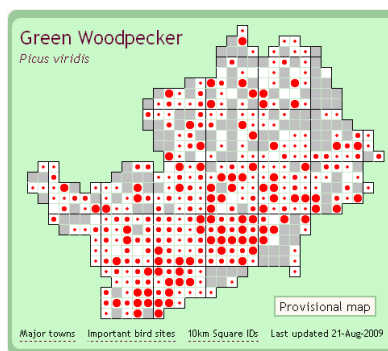 Green Woodpecker
Picus viridis
Provisional map
Major towns Important bird sites 10km Square IDs Last updated 21-Aug-2009